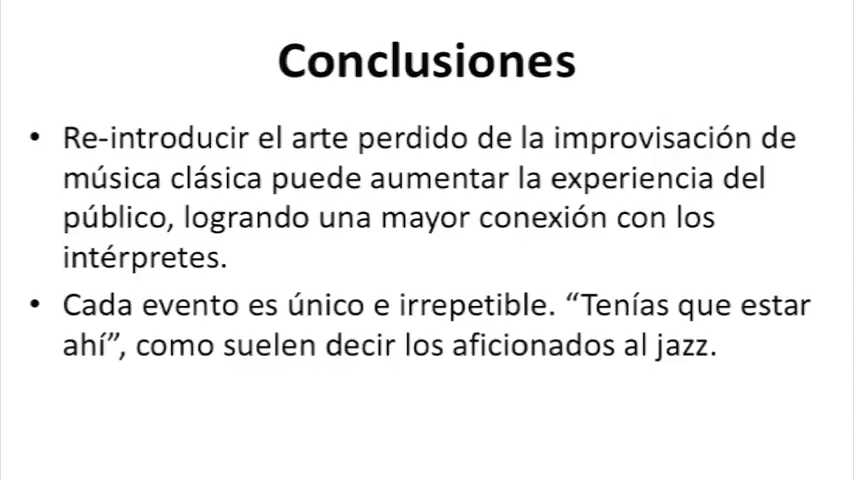 Conclusiones
• Re-introducir el arte perdido de la improvisación de
música clásica puede aumentar la experiencia del
público, logrando una mayor conexión con los
intérpretes.
• Cada evento es único e irrepetible. “Tenías que estar
ahí”, como suelen decir los aficionados al jazz.